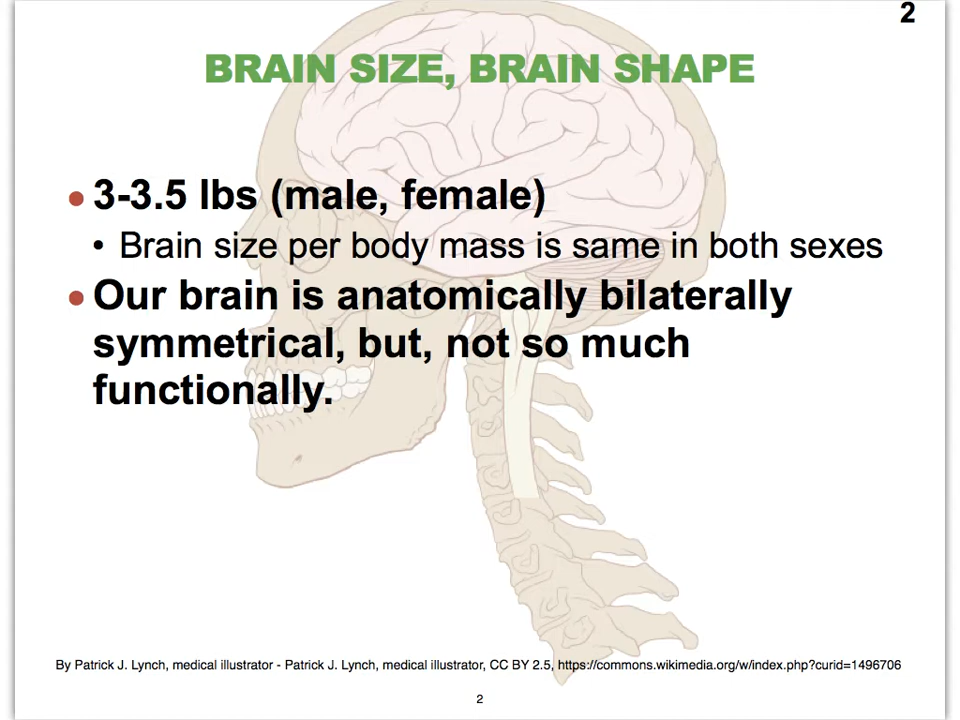 2
BRAIN SIZE, BRAIN SHAPE
• 3-3.5 lbs (male, female)
• Brain size per body mass is same in both sexes
• Our brain is anatomically bilaterally
symmetrical, but, not so much
functionally.
By Patrick J. Lynch, medical illustrator - Patrick J. Lynch, medical illustrator, CC BY 2.5, https://commons.wikimedia.org/w/index.php?curid=1496706
2